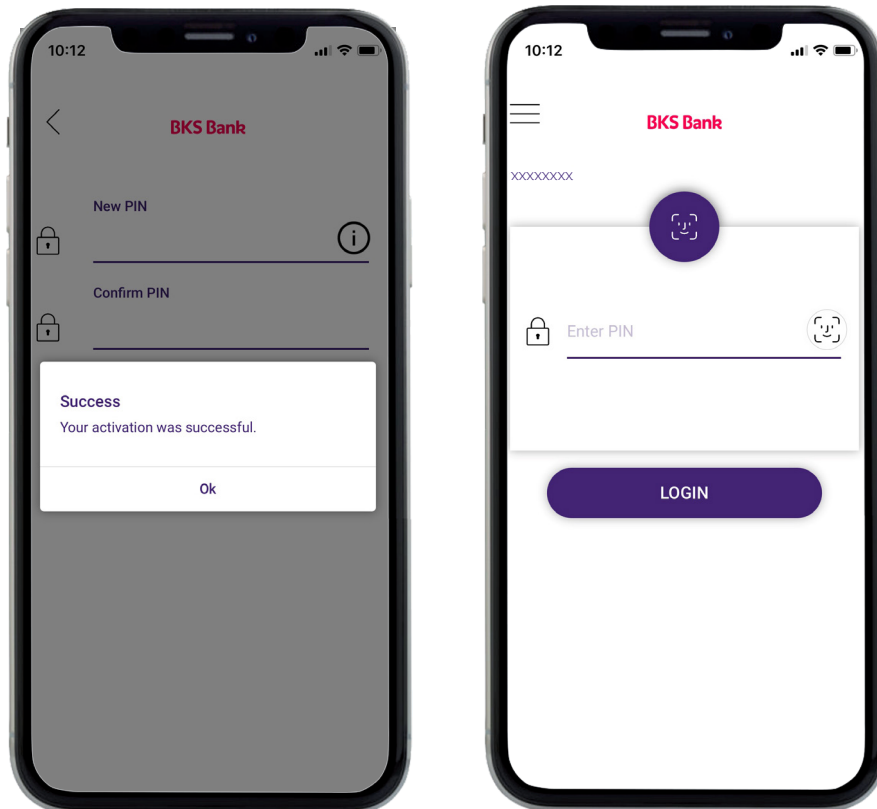 10:12
BKS Bank
New PIN
Confirm PIN
Success
Your activation was successful.
Ok
10:12
BKS Bank
xxxxxxxx
Enter PIN
LOGIN